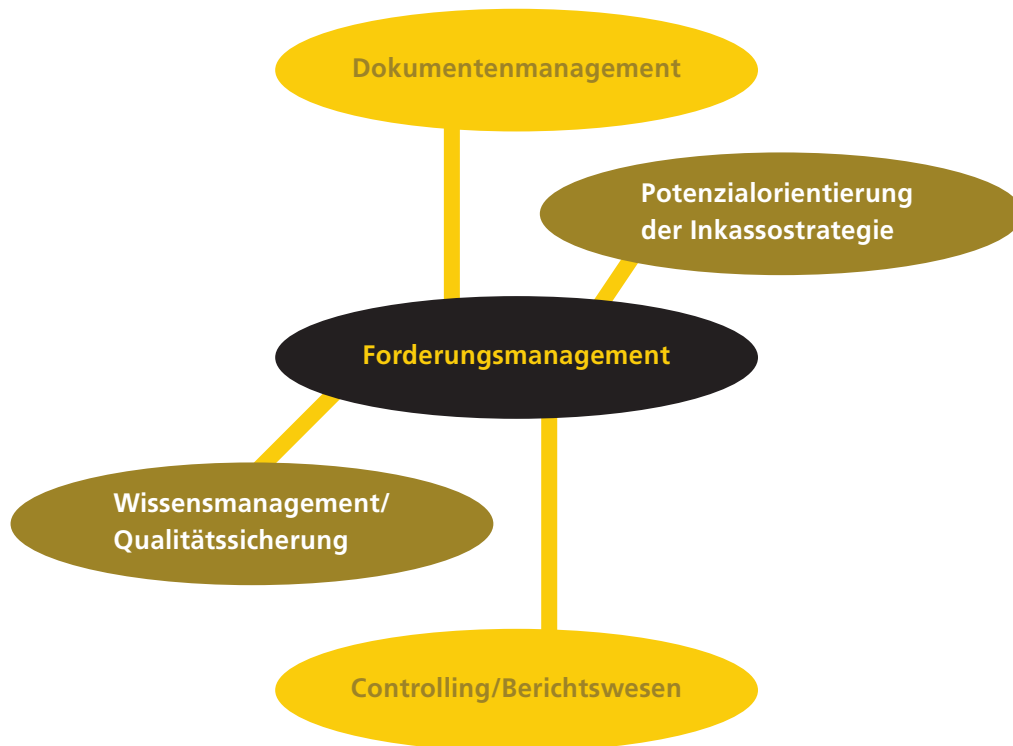 Dokumentenmanagement
Potenzialorientierung
der Inkassostrategie
Forderungsmanagement
Wissensmanagement/
Qualitätssicherung
Controlling/Berichtswesen